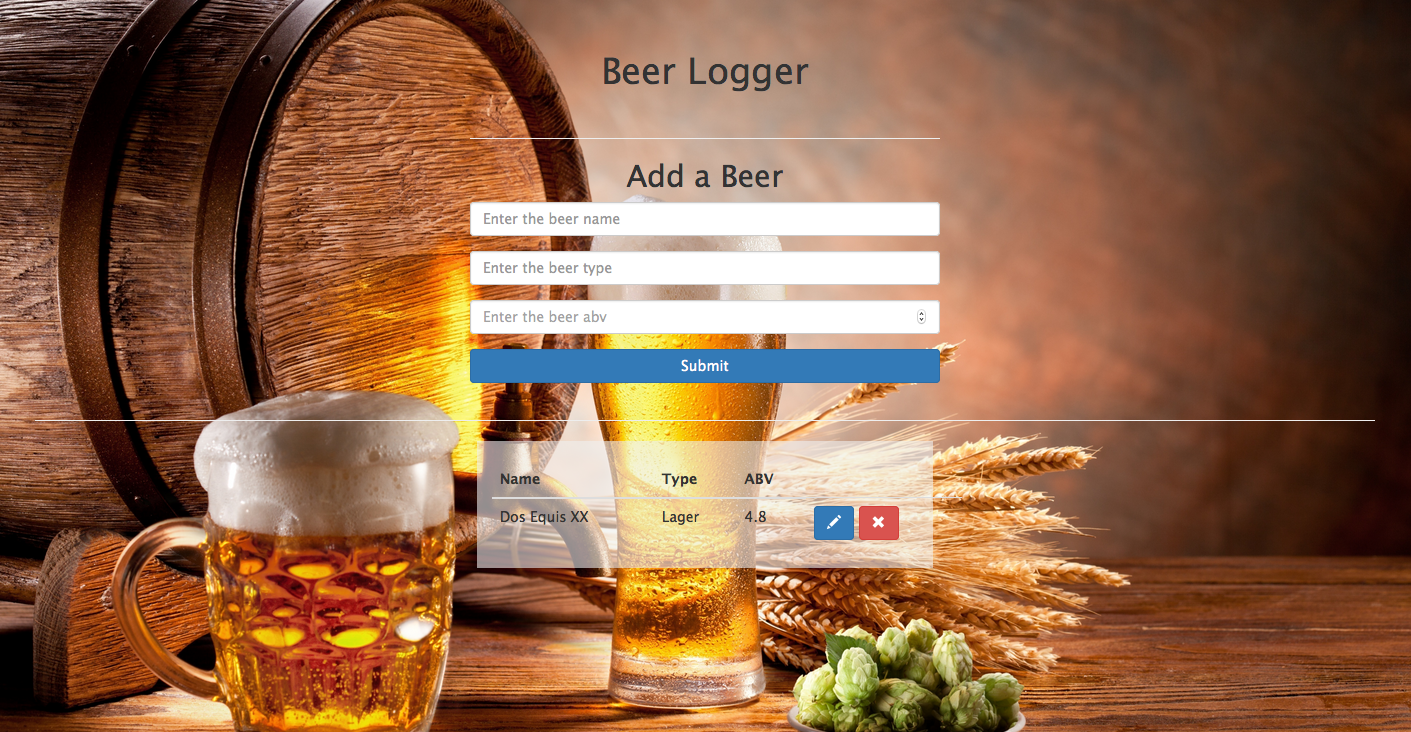 Beer Logger
Add a Beer
Enter the beer name
Enter the beer type
Enter the beer abv
Submit
Name Type ABV
Dos Equis XX Lager 4.8